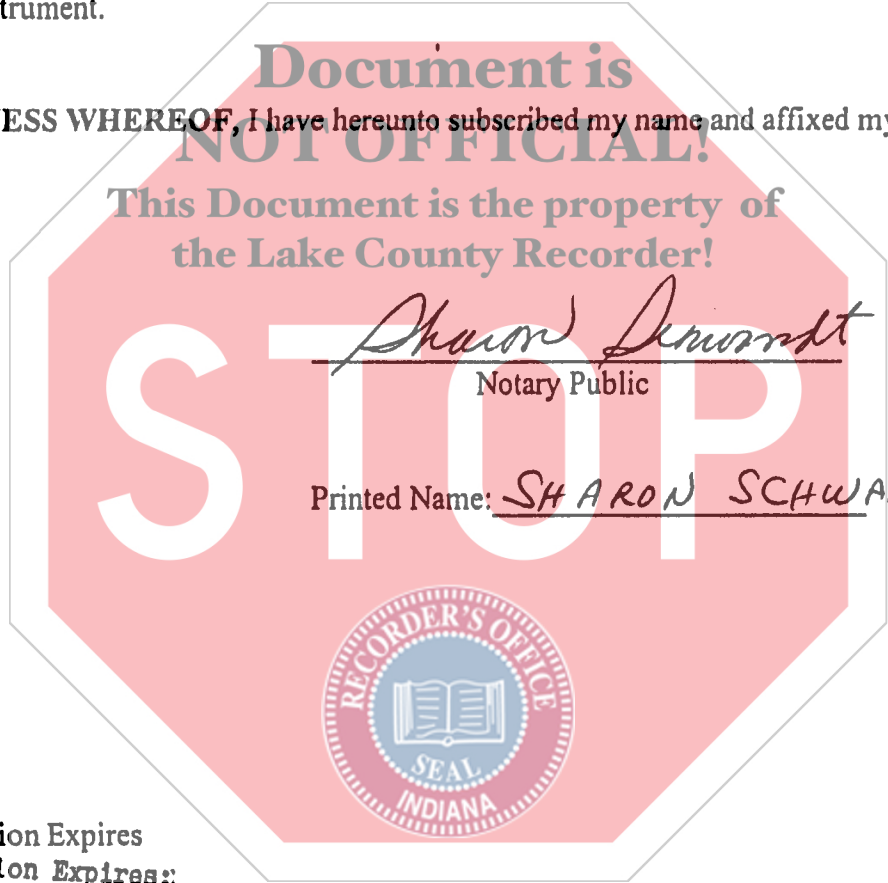 trument.
Document is
ESS WHEREOF, I have hereunto subscribed my name and affixed my
NOT OFFICIAL!
This Document is the property of
the Lake County Recorder!
Sharon
Notary Public
Printed Name: SHARON SCHWA
STOP
RECORDER'S OFFICE
SEAL
INDIANA
ion Expires
ion Expires: